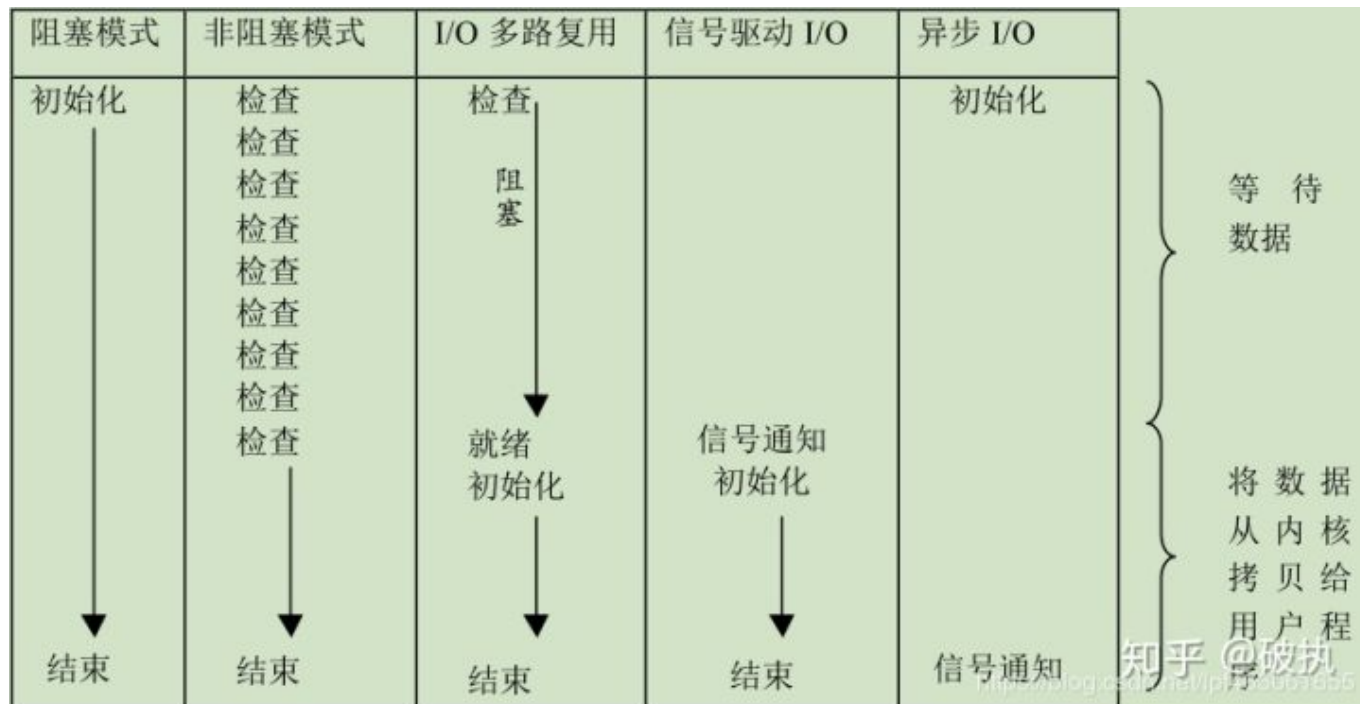 阻塞模式 非阻塞模式 I/O 多路复用 信号驱动 I/O 异步 I/O
初始化 检查 检查 初始化
检查
检查 阻
塞
检查
检查
检查
检查
检查
检查 就绪 信号通知
初始化 初始化
结束 结束 结束 结束 信号通知
等 待
数据
将 数 据
从 内 核
拷 贝 给
用 户 程
序
知乎 @破执